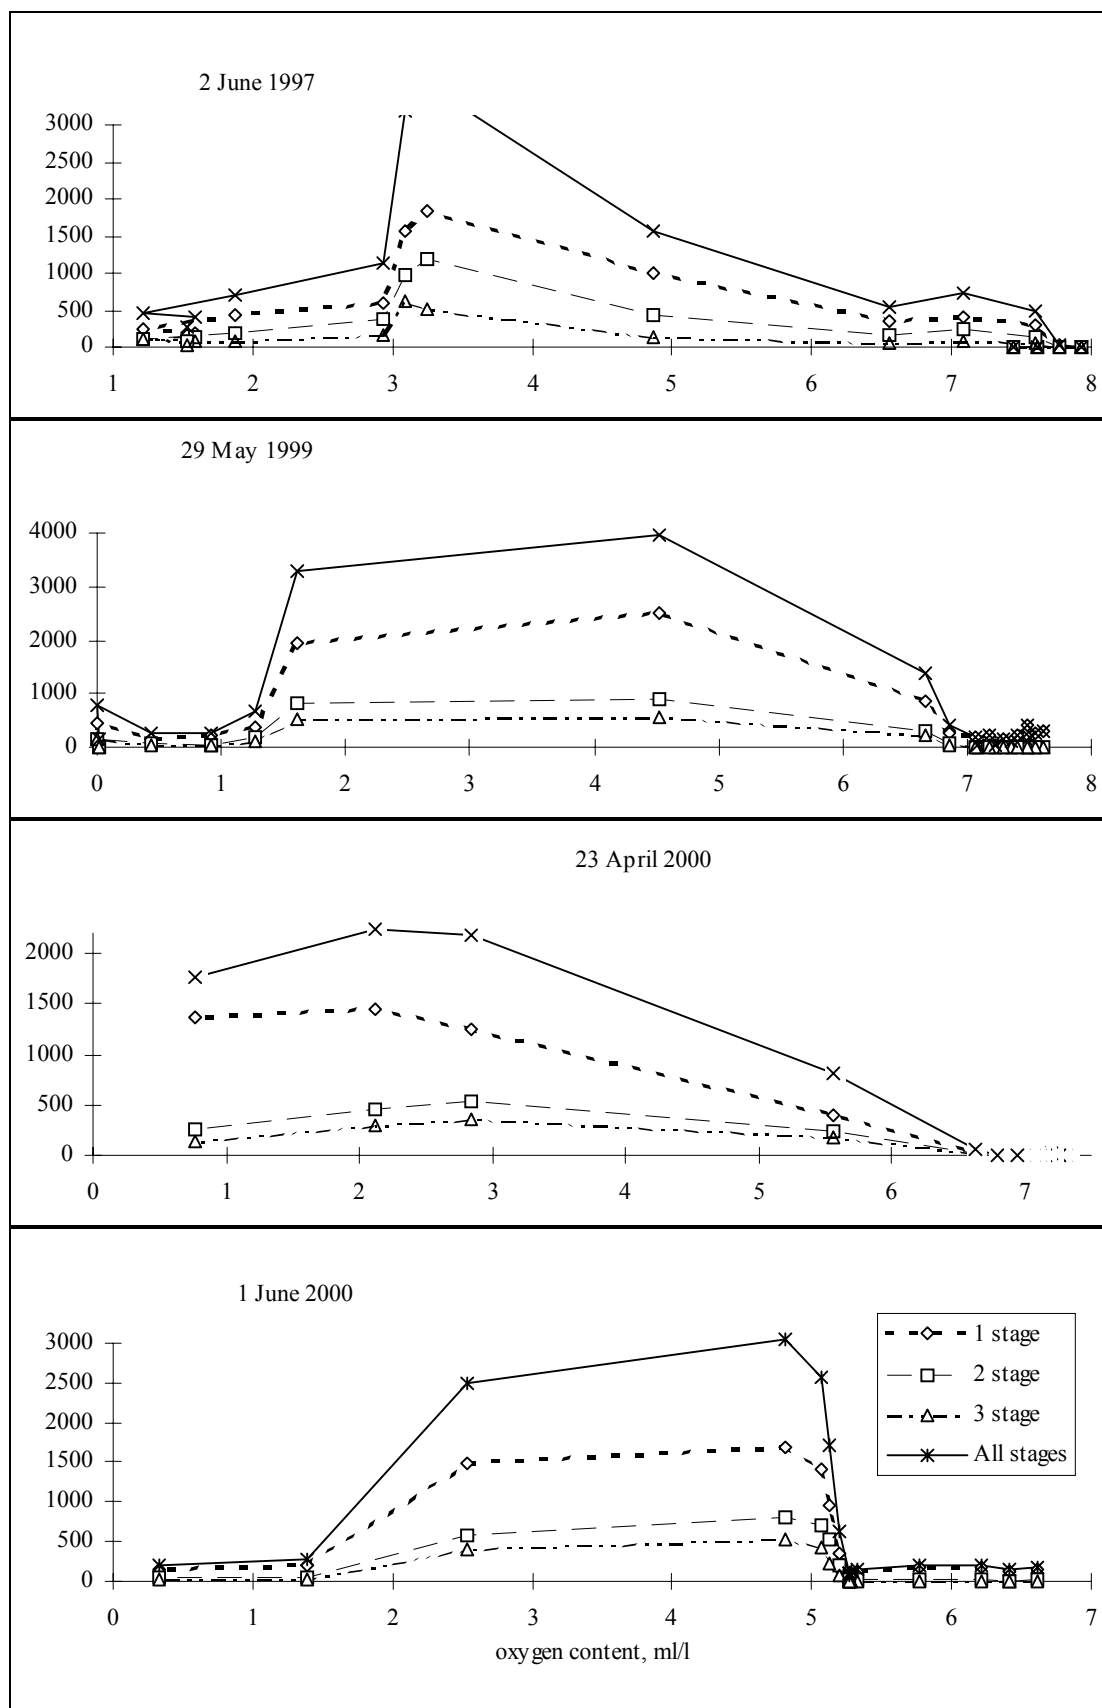 2 June 1997
3000
2500
2000
1500
1000
500
0
1 2 3 4 5 6 7 8
29 May 1999
4000
3000
2000
1000
0
0 1 2 3 4 5 6 7 8
23 April 2000
2000
1500
1000
500
0
0 1 2 3 4 5 6 7
1 June 2000
3000
2500
2000
1500
1000
500
0
1 stage
2 stage
3 stage
All stages
0 1 2 3 4 5 6 7
oxygen content, ml/l